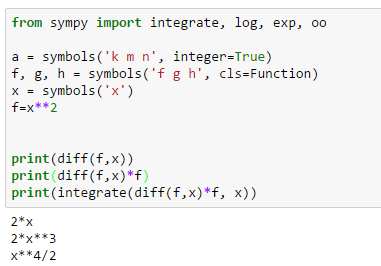 from sympy import integrate, log, exp, oo
a = symbols('k m n', integer=True)
f, g, h = symbols('f g h', cls=Function)
x = symbols('x')
f=x**2
print(diff(f,x))
print(diff(f,x)*f)
print(integrate(diff(f,x)*f, x))
2*x
2*x**3
x**4/2